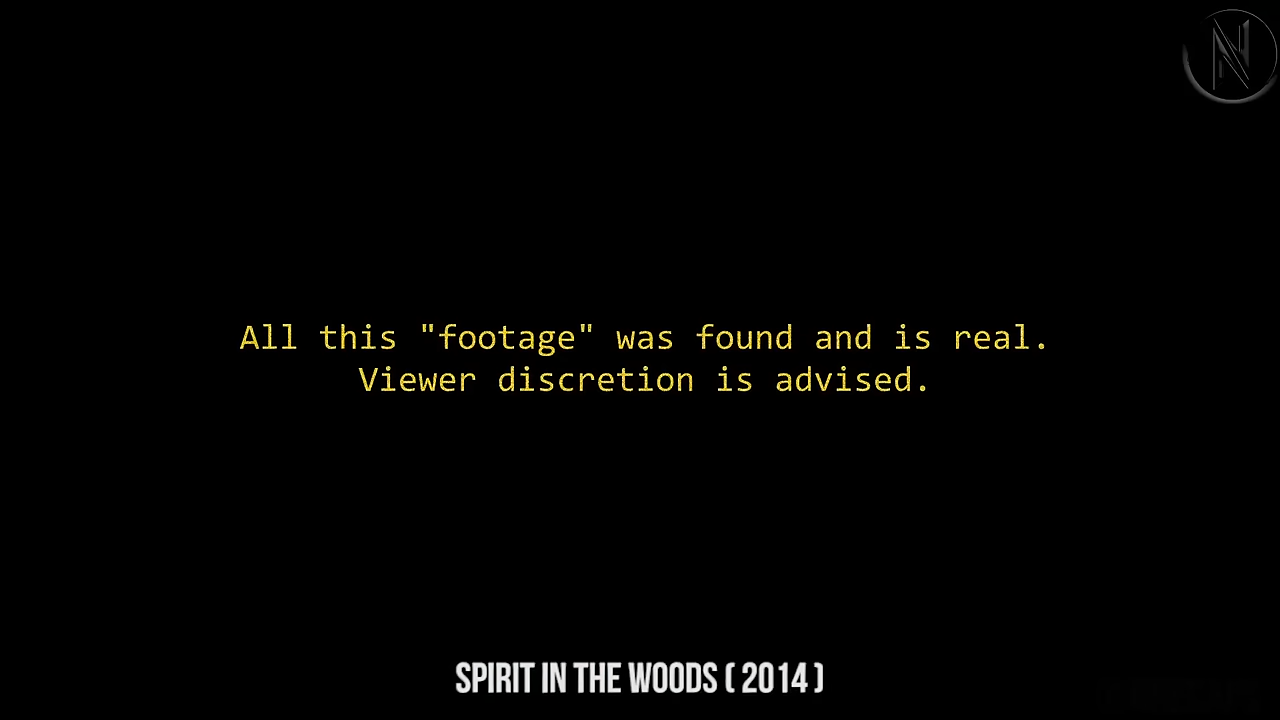 All this "footage" was found and is real.
Viewer discretion is advised.
SPIRIT IN THE WOODS ( 2014 )